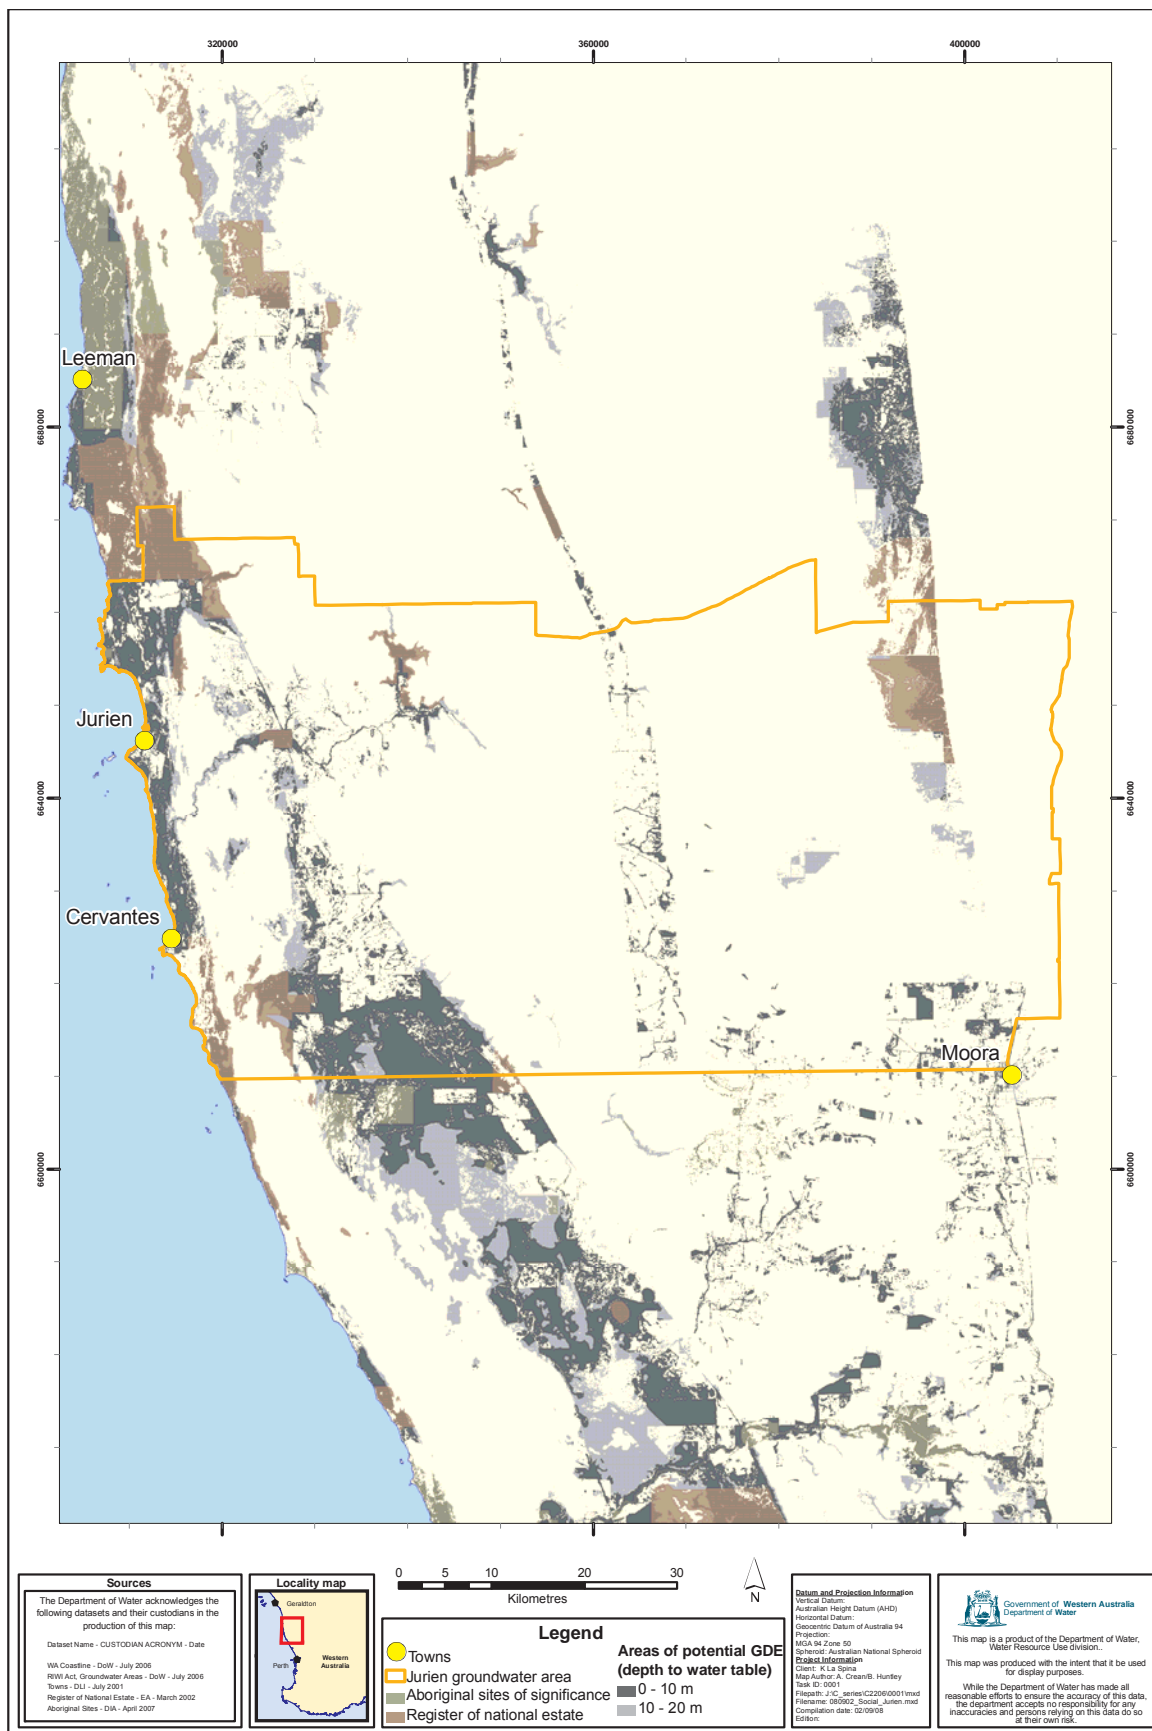 320000
360000
400000
Leeman
6680000
6680000
Jurien
6640000
6640000
Cervantes
Moora
6600000
6600000
Sources
The Department of Water acknowledges the
following datasets and their custodians in the
production of this map:
Dataset Name - CUSTODIAN ACRONYM - Date
WA Coastline - DoW - July 2006
RIWI Act, Groundwater Areas - DoW - July 2006
Towns - DLI - July 2001
Register of National Estate - EA - March 2002
Aboriginal Sites - DIA - April 2007
Locality map
Geraldton
Perth
Western
Australia
0 5 10 20 30
Kilometres
N
Legend
Towns
Jurien groundwater area
Aboriginal sites of significance
Register of national estate
Areas of potential GDE
(depth to water table)
0 - 10 m
10 - 20 m
Datum and Projection Information
Vertical Datum:
Australian Height Datum (AHD)
Horizontal Datum:
Geocentric Datum of Australia 94
Projection:
MGA 94 Zone 50
Spheroid: Australian National Spheroid
Project Information
Client: K La Spina
Map Author: A. Crean/B. Huntley
Task ID: 0001
Filepath: J:\C_series\C2206\0001\mxd
Filename: 080902_Social_Jurien.mxd
Compilation date: 02/09/08
Edition:
Government of Western Australia
Department of Water
This map is a product of the Department of Water,
Water Resource Use division..
This map was produced with the intent that it be used
for display purposes.
While the Department of Water has made all
reasonable efforts to ensure the accuracy of this data,
the department accepts no responsibility for any
inaccuracies and persons relying on this data do so
at their own risk.